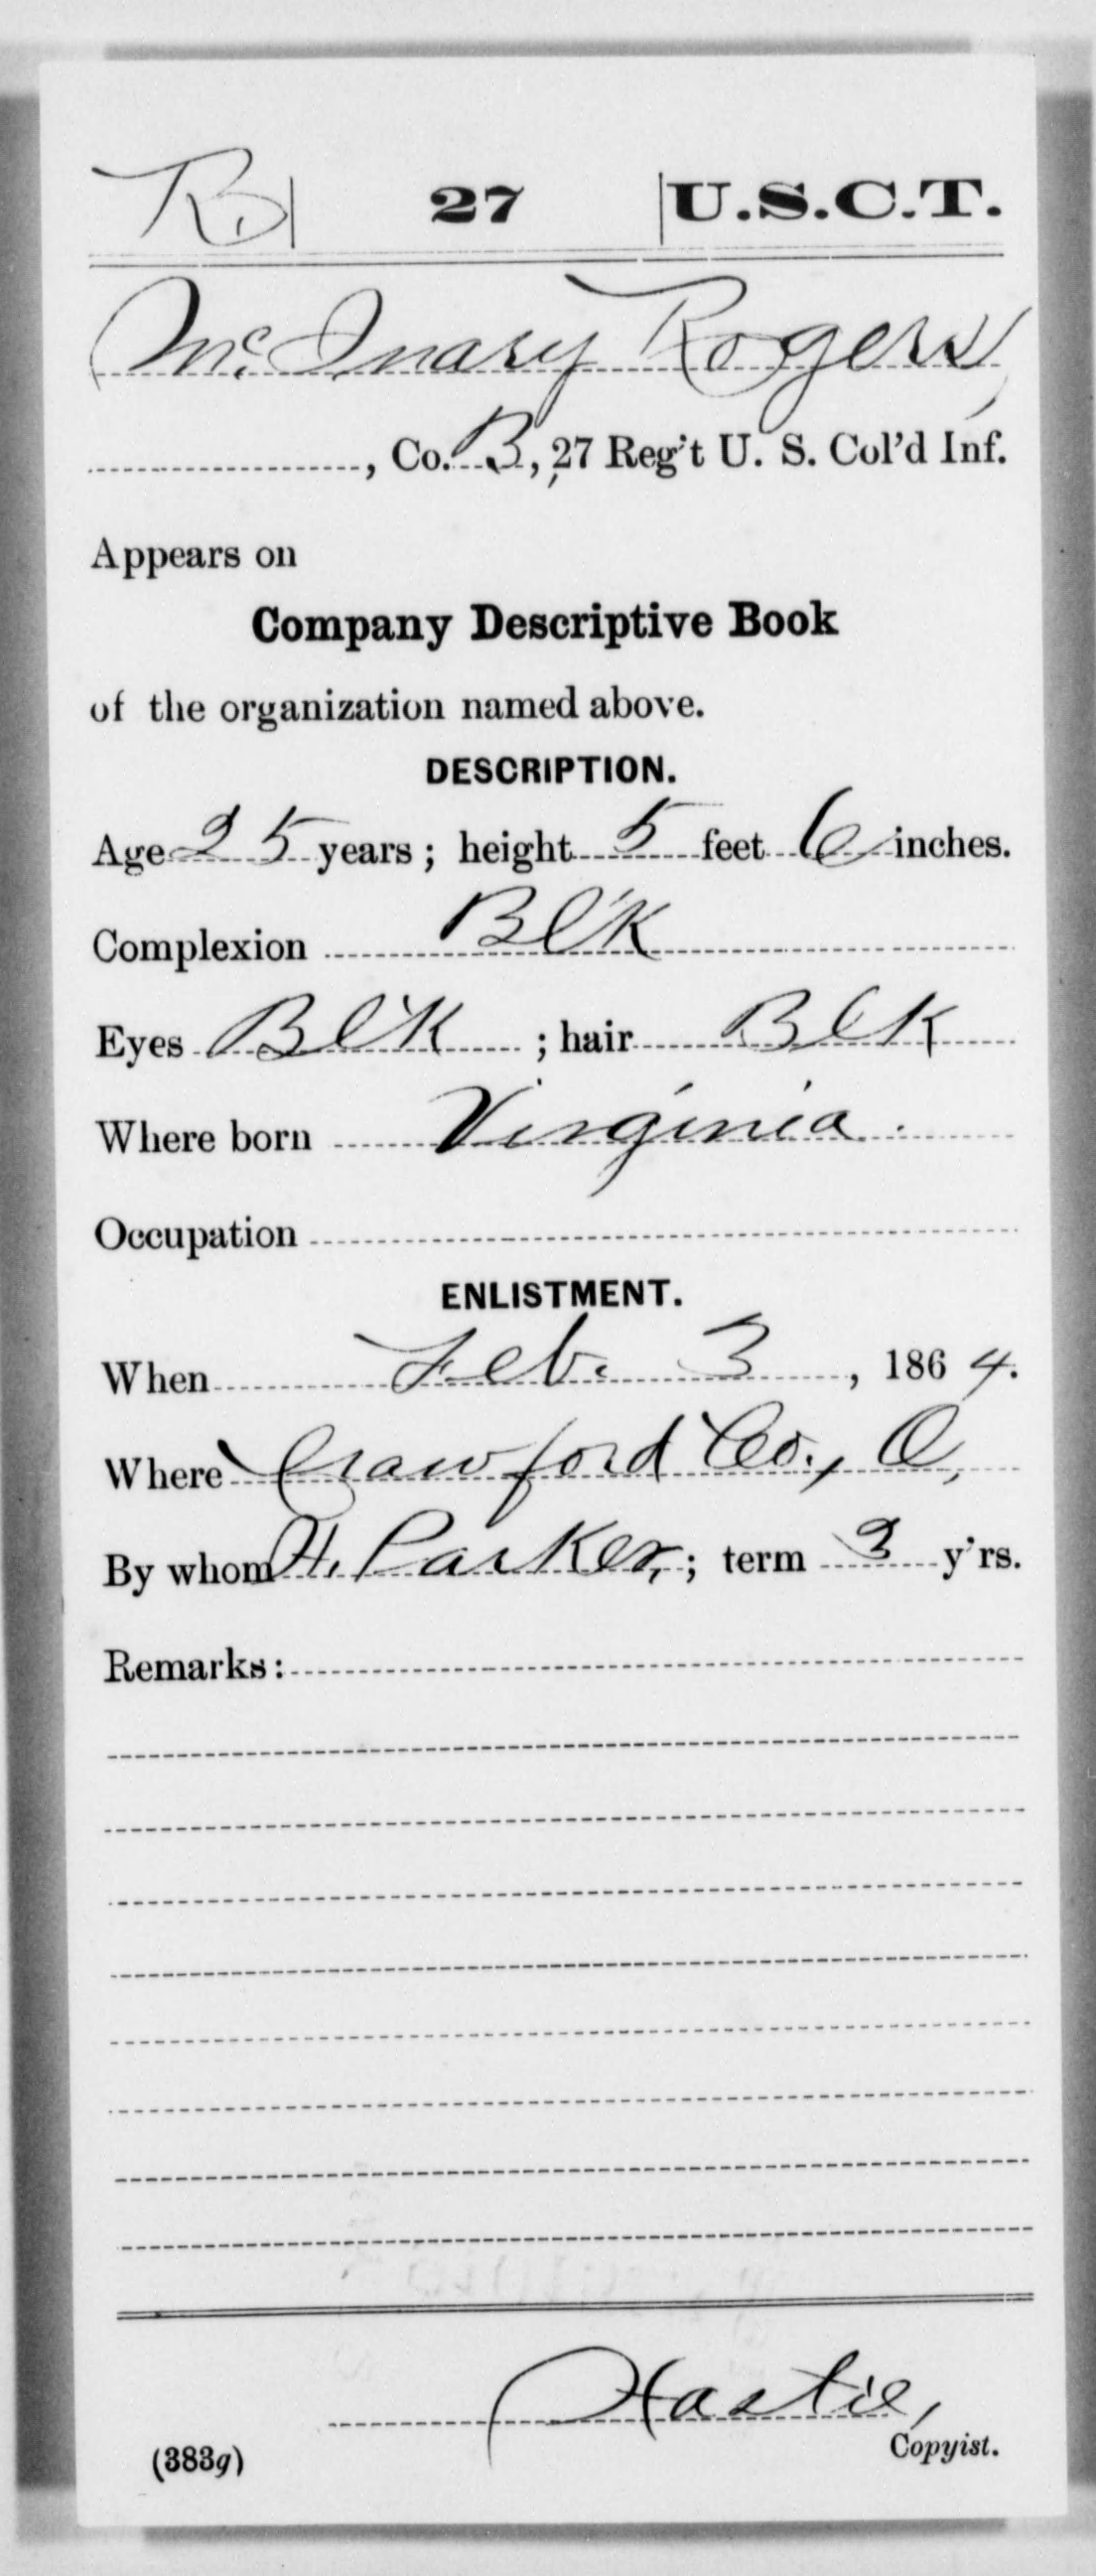 R | 27 | U.S.C.T.
McInary Rogers
, Co. B, 27 Reg't U. S. Col'd Inf.
Appears on
Company Descriptive Book
of the organization named above.
DESCRIPTION.
Age 25 years; height 5 feet 6 inches.
Complexion Bl'k
Eyes Bl'k ; hair Blk
Where born Virginia.
Occupation
ENLISTMENT.
When Feb. 3, 1864.
Where Crawford Co., O,
By whom H. Parker, ; term 3 y'rs.
Remarks:
Hastie,
Copyist.
(383g)